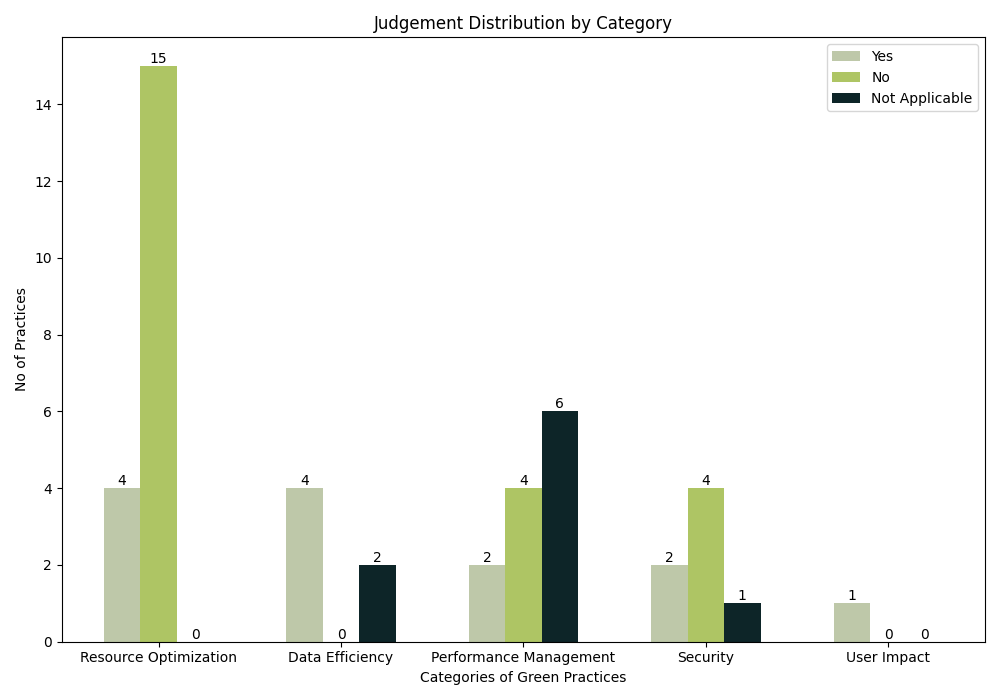 Judgement Distribution by Category
Yes
No
Not Applicable
No of Practices
14
12
10
8
6
4
2
0
4
15
0
4
0
2
2
4
6
2
4
1
1
0
0
Resource Optimization
Data Efficiency
Performance Management
Security
User Impact
Categories of Green Practices